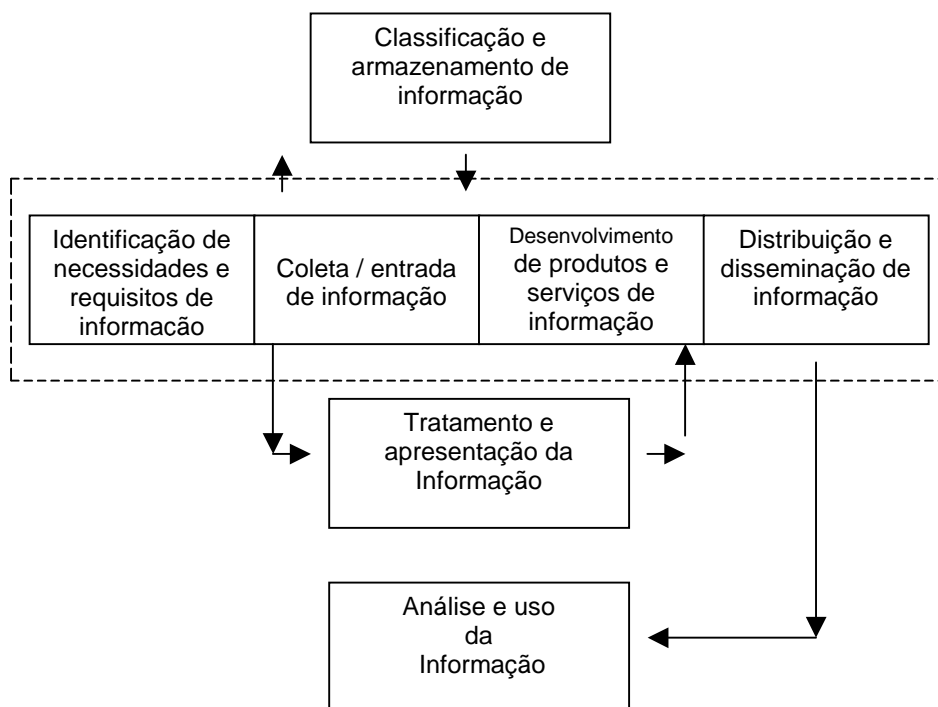 Classificação e
armazenamento de
informação
Identificação de
necessidades e
requisitos de
informacão
Coleta / entrada
de informação
Desenvolvimento
de produtos e
serviços de
informação
Distribuição e
disseminação de
informação
Tratamento e
apresentação da
Informação
Análise e uso
da
Informação